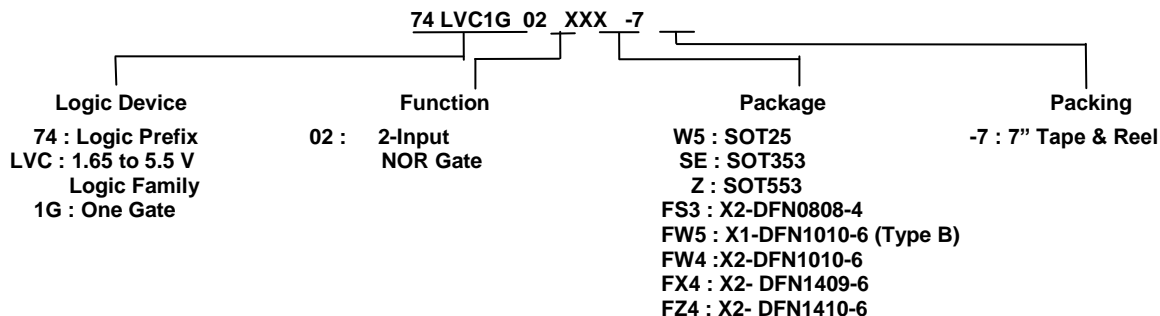 74 LVC1G 02 XXX -7
Logic Device
74 : Logic Prefix
LVC : 1.65 to 5.5 V
Logic Family
1G : One Gate
Function
02 : 2-Input
NOR Gate
Package
W5 : SOT25
SE : SOT353
Z : SOT553
FS3 : X2-DFN0808-4
FW5 : X1-DFN1010-6 (Type B)
FW4 :X2-DFN1010-6
FX4 : X2- DFN1409-6
FZ4 : X2- DFN1410-6
Packing
-7 : 7” Tape & Reel